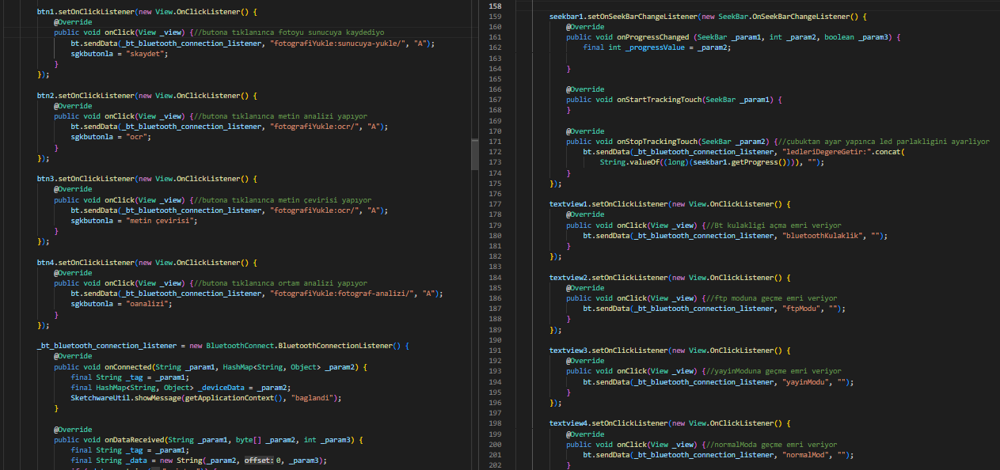 btn1.setOnClickListener(new View.OnClickListener() {
@Override
public void onClick(View _view) {//butona tıklanınca fotoyu sunucuya kaydediyo
bt.sendData(_bt_bluetooth_connection_listener, "fotografiYukle:sunucuya-yukle/", "A");
sgkbutonla = "skaydet";
}
});
btn2.setOnClickListener(new View.OnClickListener() {
@Override
public void onClick(View _view) {//butona tıklanınca metin analizi yapıyor
bt.sendData(_bt_bluetooth_connection_listener, "fotografiYukle:ocr/", "A");
sgkbutonla = "ocr";
}
});
btn3.setOnClickListener(new View.OnClickListener() {
@Override
public void onClick(View _view) {//butona tıklanınca metin çevirisi yapıyor
bt.sendData(_bt_bluetooth_connection_listener, "fotografiYukle:ocr/", "A");
sgkbutonla = "metin çevirisi";
}
});
btn4.setOnClickListener(new View.OnClickListener() {
@Override
public void onClick(View _view) {//butona tıklanınca ortam analizi yapıyor
bt.sendData(_bt_bluetooth_connection_listener, "fotografiYukle:fotograf-analizi/", "A");
sgkbutonla = "oanalizi";
}
});
_bt_bluetooth_connection_listener = new BluetoothConnect.BluetoothConnectionListener() {
@Override
public void onConnected(String _param1, HashMap<String, Object> _param2) {
final String _tag = _param1;
final HashMap<String, Object> _deviceData = _param2;
SketchwareUtil.showMessage(getApplicationContext(), "baglandi");
}
@Override
public void onDataReceived(String _param1, byte[] _param2, int _param3) {
final String _tag = _param1;
final String _data = new String(_param2, offset: 0, _param3);
158
159 seekbar1.setOnSeekBarChangeListener(new SeekBar.OnSeekBarChangeListener() {
160 @Override
161 public void onProgressChanged (SeekBar _param1, int _param2, boolean _param3) {
162 final int _progressValue = _param2;
163
164 }
165
166 @Override
167 public void onStartTrackingTouch(SeekBar _param1) {
168 }
169
170 @Override
171 public void onStopTrackingTouch(SeekBar _param2) {//çubuktan ayar yapınca led parlakligini ayarliyor
172 bt.sendData(_bt_bluetooth_connection_listener, "ledleriDegereGetir:".concat(
173 String.valueOf((long)(seekbar1.getProgress()))), "");
174 }
175 });
176
177 textview1.setOnClickListener(new View.OnClickListener() {
178 @Override
179 public void onClick(View _view) {//Bt kulakligi açma emri veriyor
180 bt.sendData(_bt_bluetooth_connection_listener, "bluetoothKulaklik", "");
181 }
182 });
183
184 textview2.setOnClickListener(new View.OnClickListener() {
185 @Override
186 public void onClick(View _view) {//ftp moduna geçme emri veriyor
187 bt.sendData(_bt_bluetooth_connection_listener, "ftpModu", "");
188 }
189 });
190
191 textview3.setOnClickListener(new View.OnClickListener() {
192 @Override
193 public void onClick(View _view) {//yayinModuna geçme emri veriyor
194 bt.sendData(_bt_bluetooth_connection_listener, "yayinModu", "");
195 }
196 });
197
198 textview4.setOnClickListener(new View.OnClickListener() {
199 @Override
200 public void onClick(View _view) {//normalModa geçme emri veriyor
201 bt.sendData(_bt_bluetooth_connection_listener, "normalMod", "");
202 }